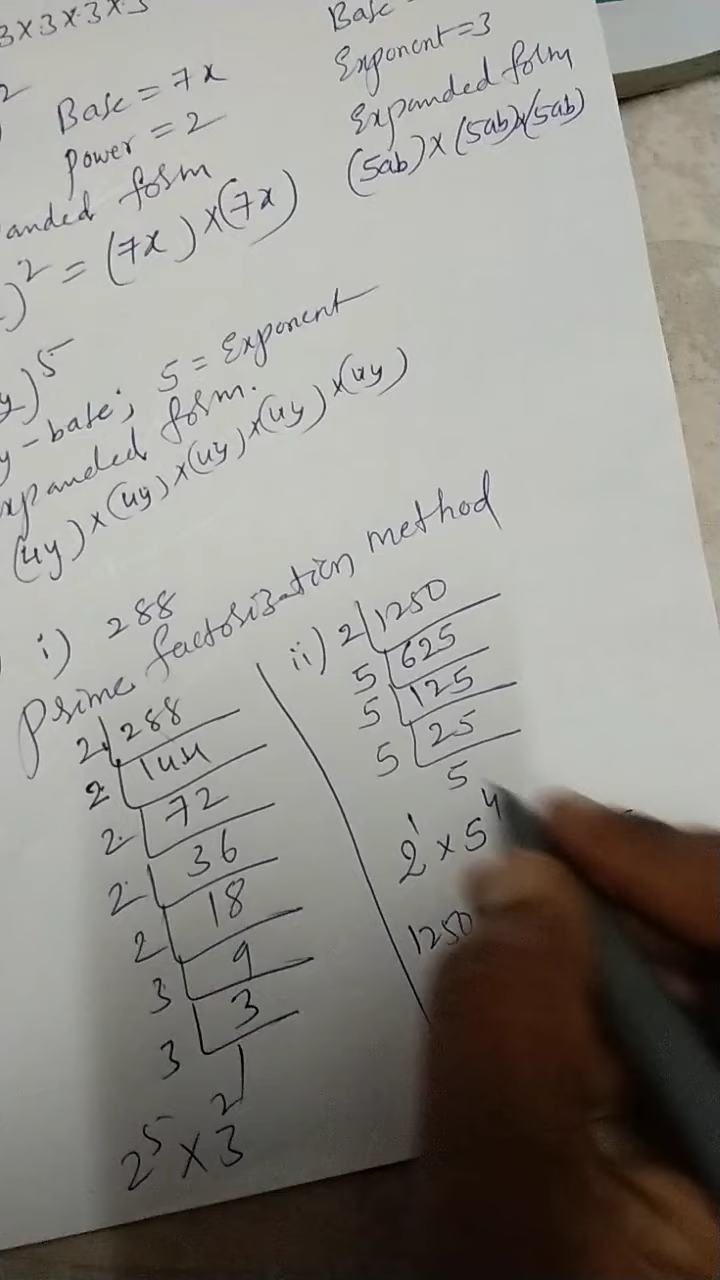 3×3×3×3
Base
Exponent=3
Expanded form
(5ab)×(5ab)×(5ab)
2
Base = 7x
power = 2
anded form
)² = (7x)×(7x)
y)⁵
y-base; 5 = Exponent
xpanded form.
(4y)×(4y)×(4y)×(4y)×(4y)
i) 288
Prime factorization method
2 288
2 144
2 72
2 36
2 18
3 9
3 3
1
2⁵ × 3²
ii) 2 1250
5 625
5 125
5 25
5
2¹ × 5⁴
1250